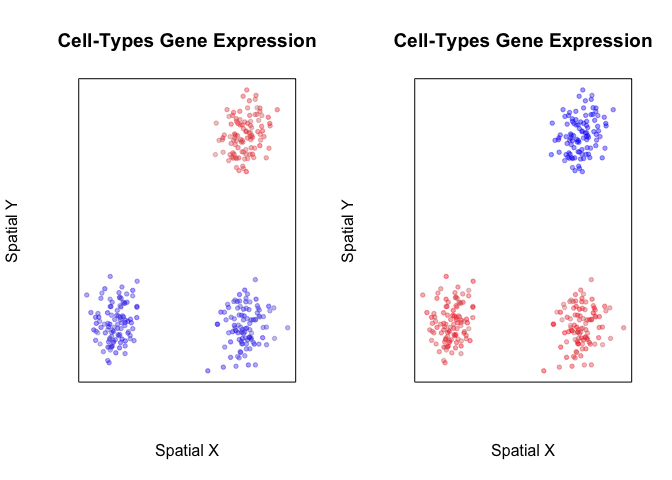 Cell-Types Gene Expression
Spatial Y
Spatial X
Cell-Types Gene Expression
Spatial Y
Spatial X